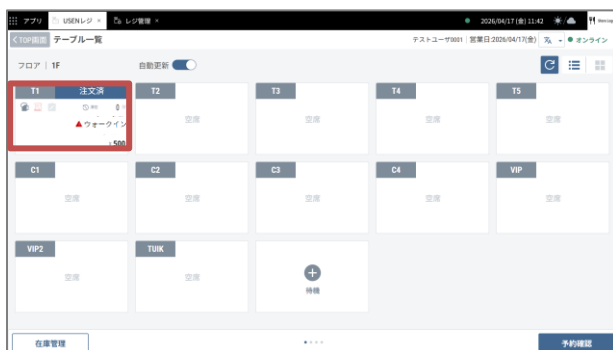 アプリ USENレジ × レジ管理 × 2026/04/17(金) 11:42
<TOP画面 テーブル一覧 テストユーザ0001 営業日:2026/04/17(金) オンライン
フロア | 1F 自動更新
T1 注文済 T2 T3 T4 T5
空席 空席 空席 空席
ウォークイン
500
C1 C2 C3 C4 VIP
空席 空席 空席 空席 空席
VIP2 TUIK
空席 空席 待機
在庫管理 予約確認